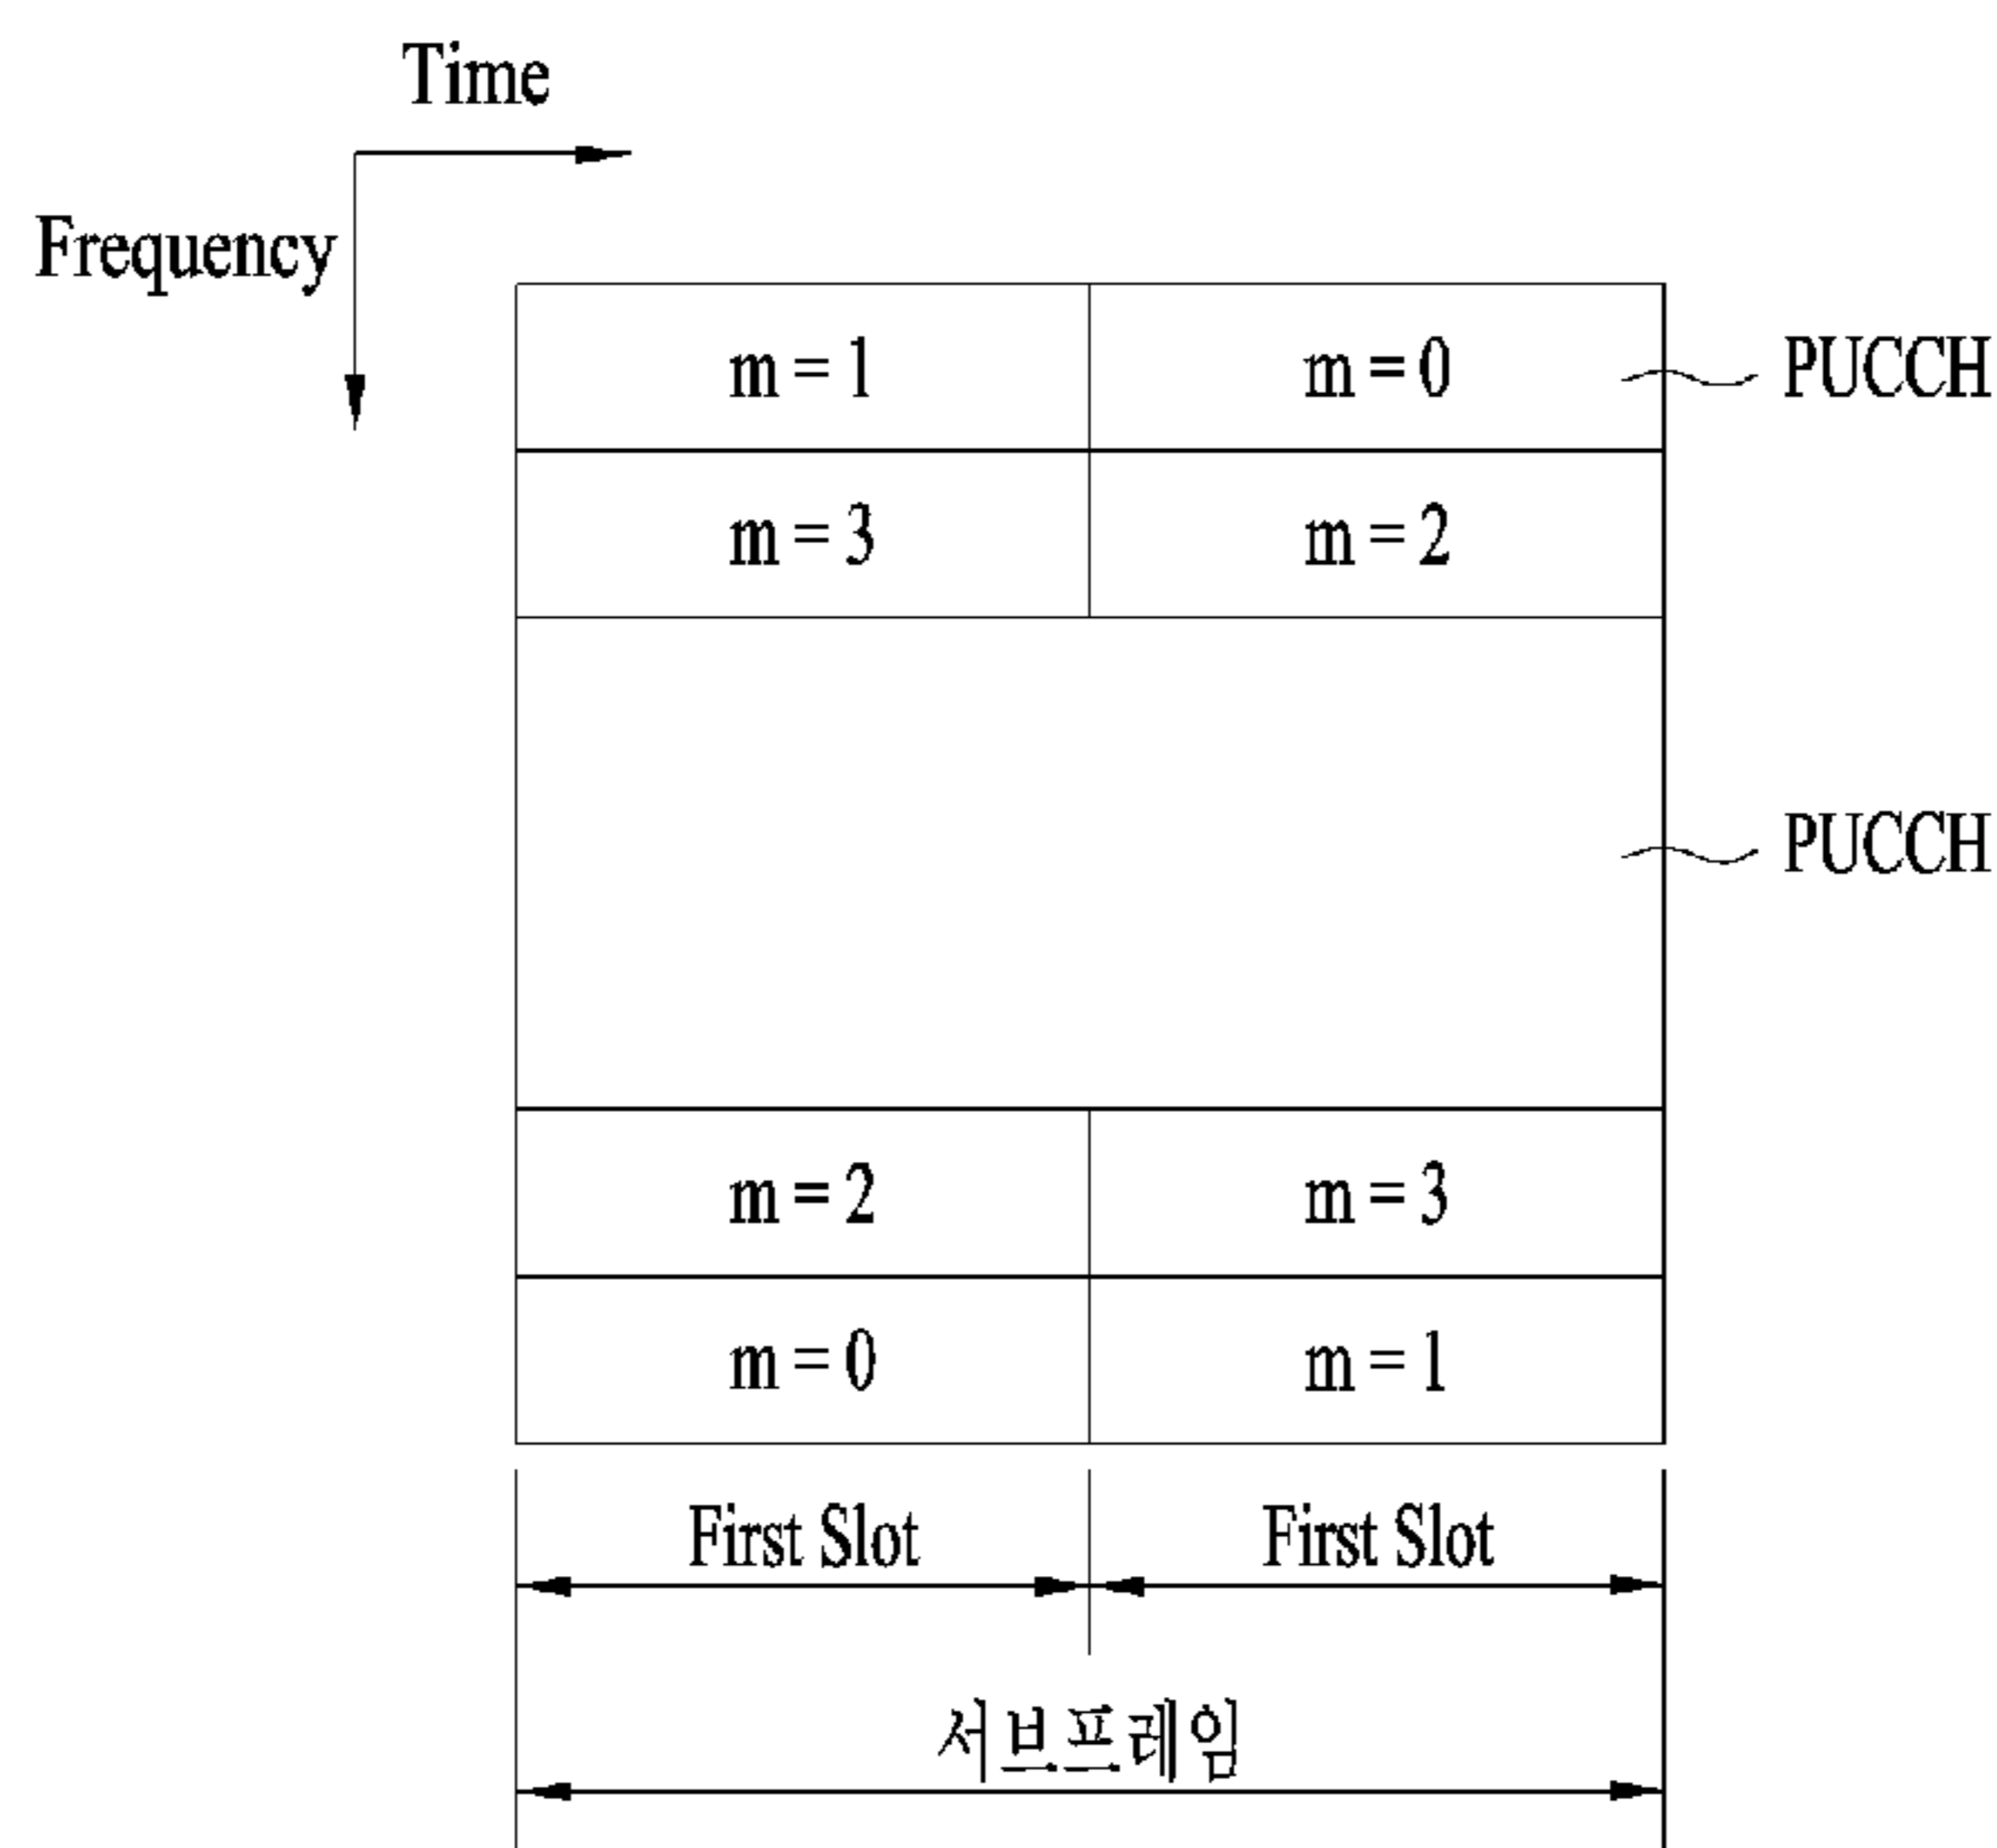 Time
Frequency
m = 1 m = 0 PUCCH
m = 3 m = 2
PUCCH
m = 2 m = 3
m = 0 m = 1
First Slot First Slot
서브프레임